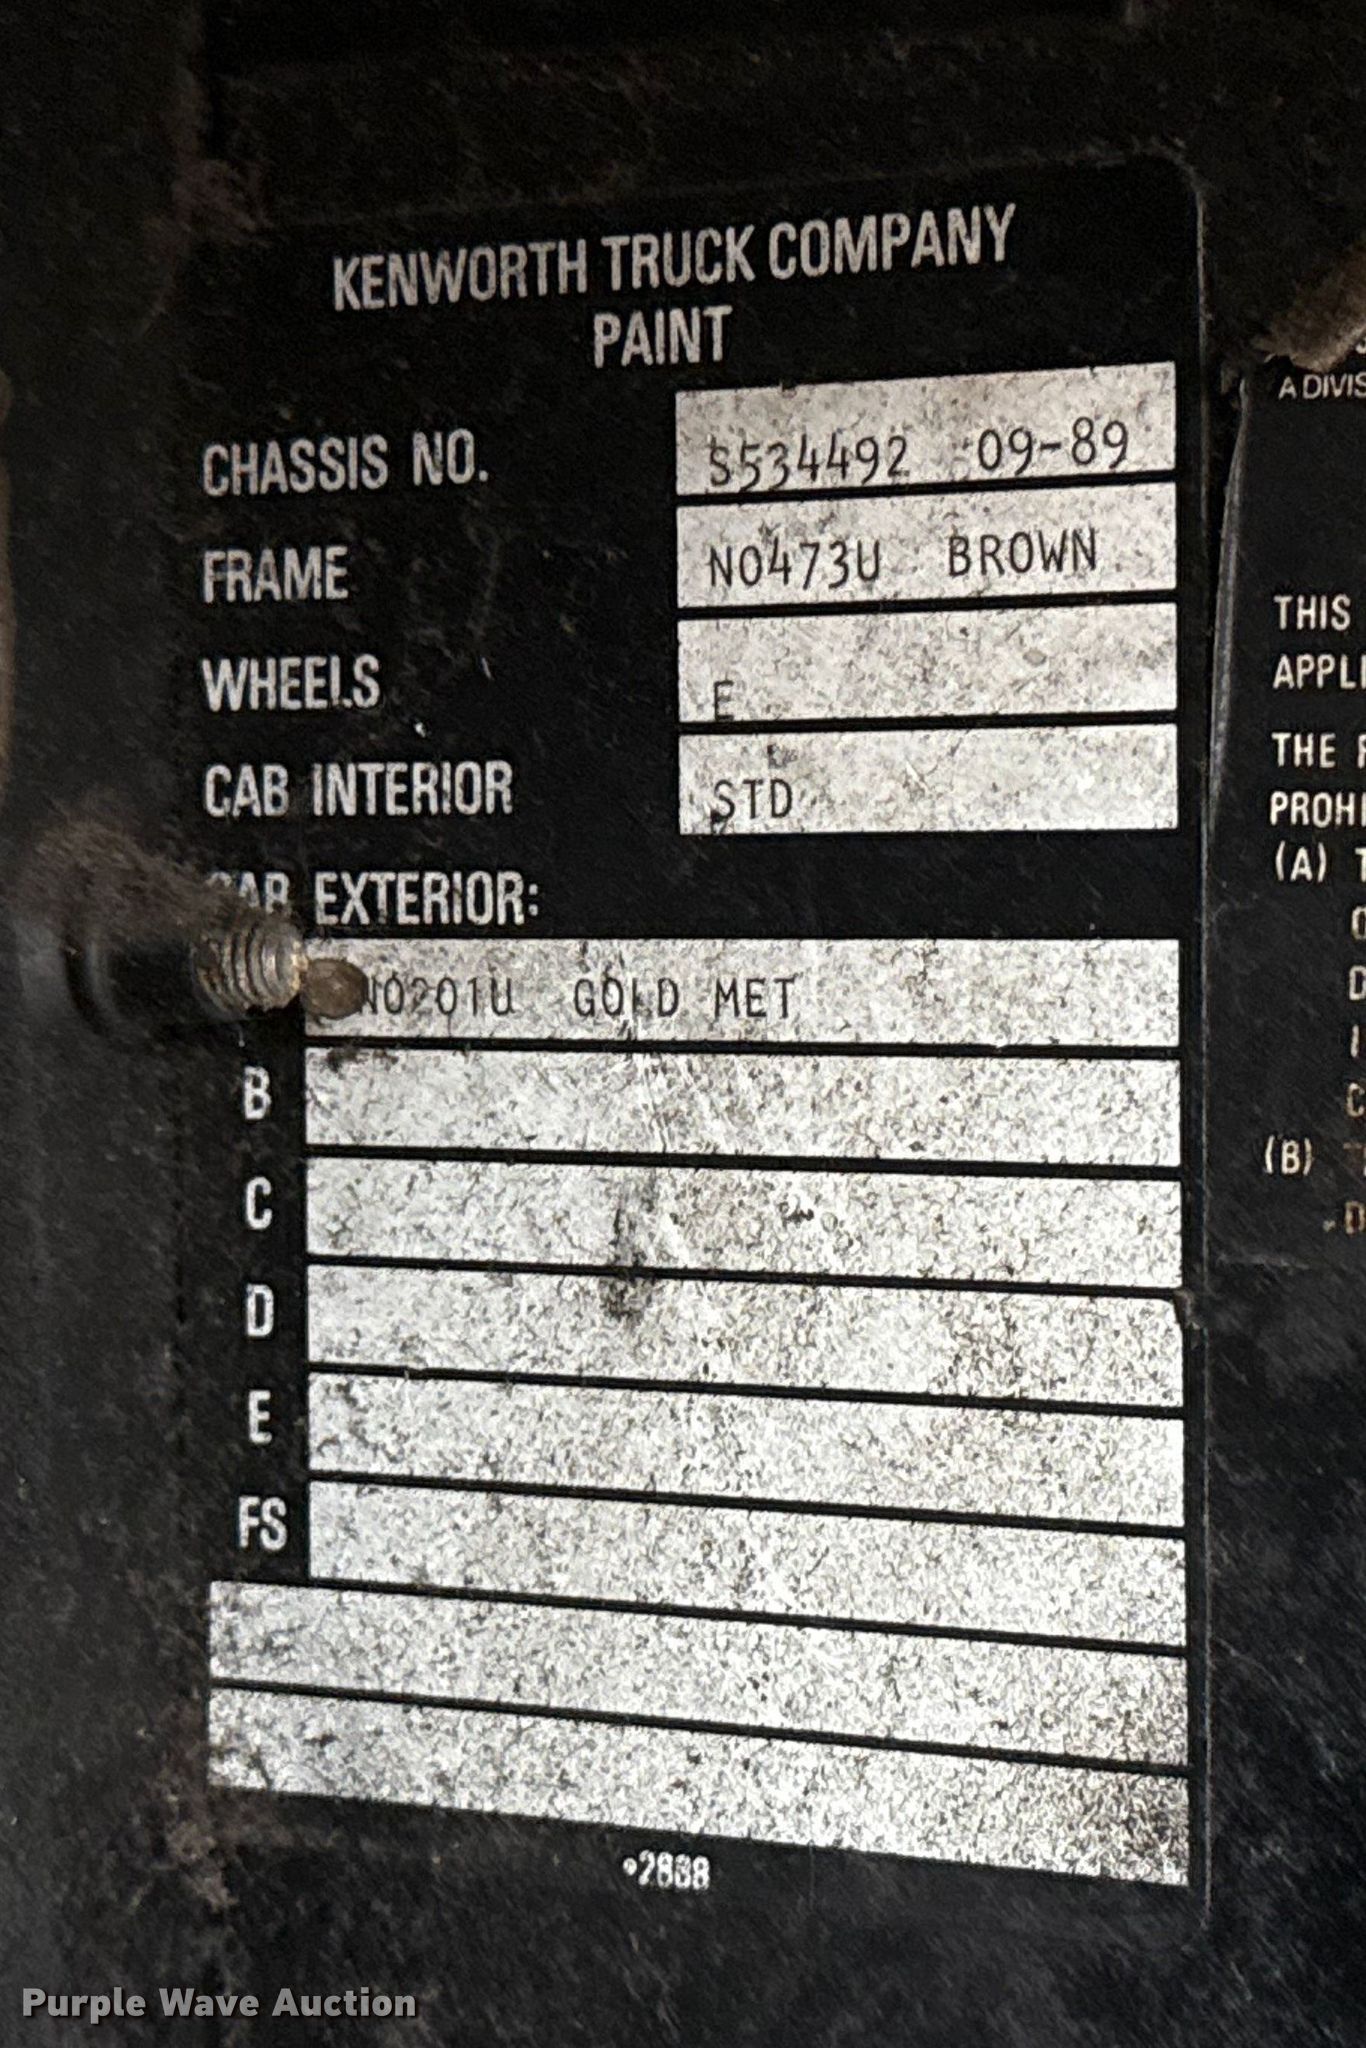 KENWORTH TRUCK COMPANY
PAINT
CHASSIS NO. S534492 09-89
FRAME N0473U BROWN
WHEELS E
CAB INTERIOR STD
CAB EXTERIOR:
N0201U GOLD MET
B
C
D
E
FS
A DIVIS
THIS
APPLI
THE
PROHI
(A)
(B)
Purple Wave Auction